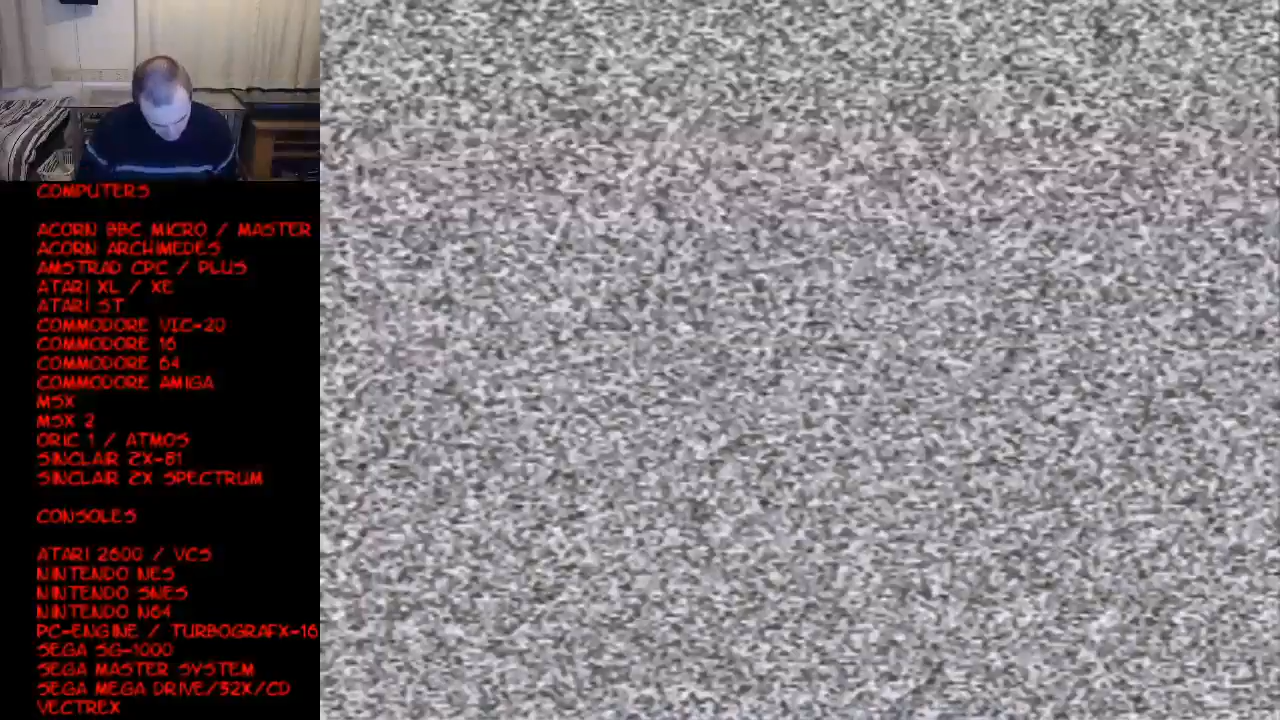 COMPUTERS
ACORN BBC MICRO / MASTER
ACORN ARCHIMEDES
AMSTRAD CPC / PLUS
ATARI XL / XE
ATARI ST
COMMODORE VIC-20
COMMODORE 16
COMMODORE 64
COMMODORE AMIGA
MSX
MSX 2
ORIC 1 / ATMOS
SINCLAIR ZX-81
SINCLAIR ZX SPECTRUM
CONSOLES
ATARI 2600 / VCS
NINTENDO NES
NINTENDO SNES
NINTENDO N64
PC-ENGINE / TURBOGRAFX-16
SEGA SG-1000
SEGA MASTER SYSTEM
SEGA MEGA DRIVE/32X/CD
VECTREX